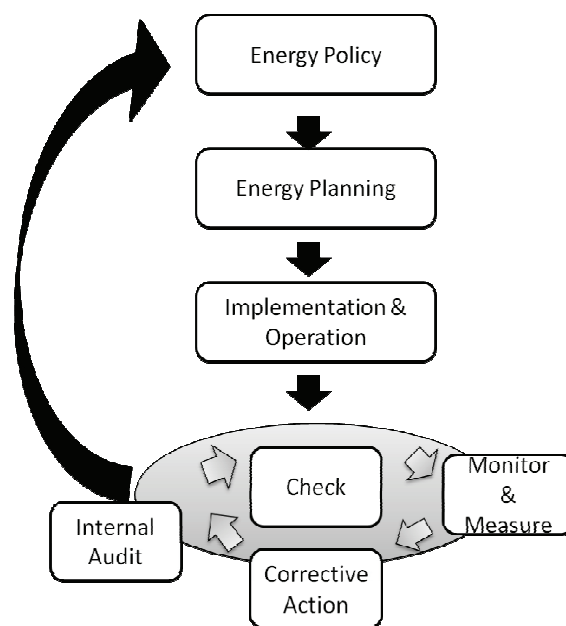 Energy Policy
Energy Planning
Implementation &
Operation
Check
Monitor
&
Measure
Internal
Audit
Corrective
Action